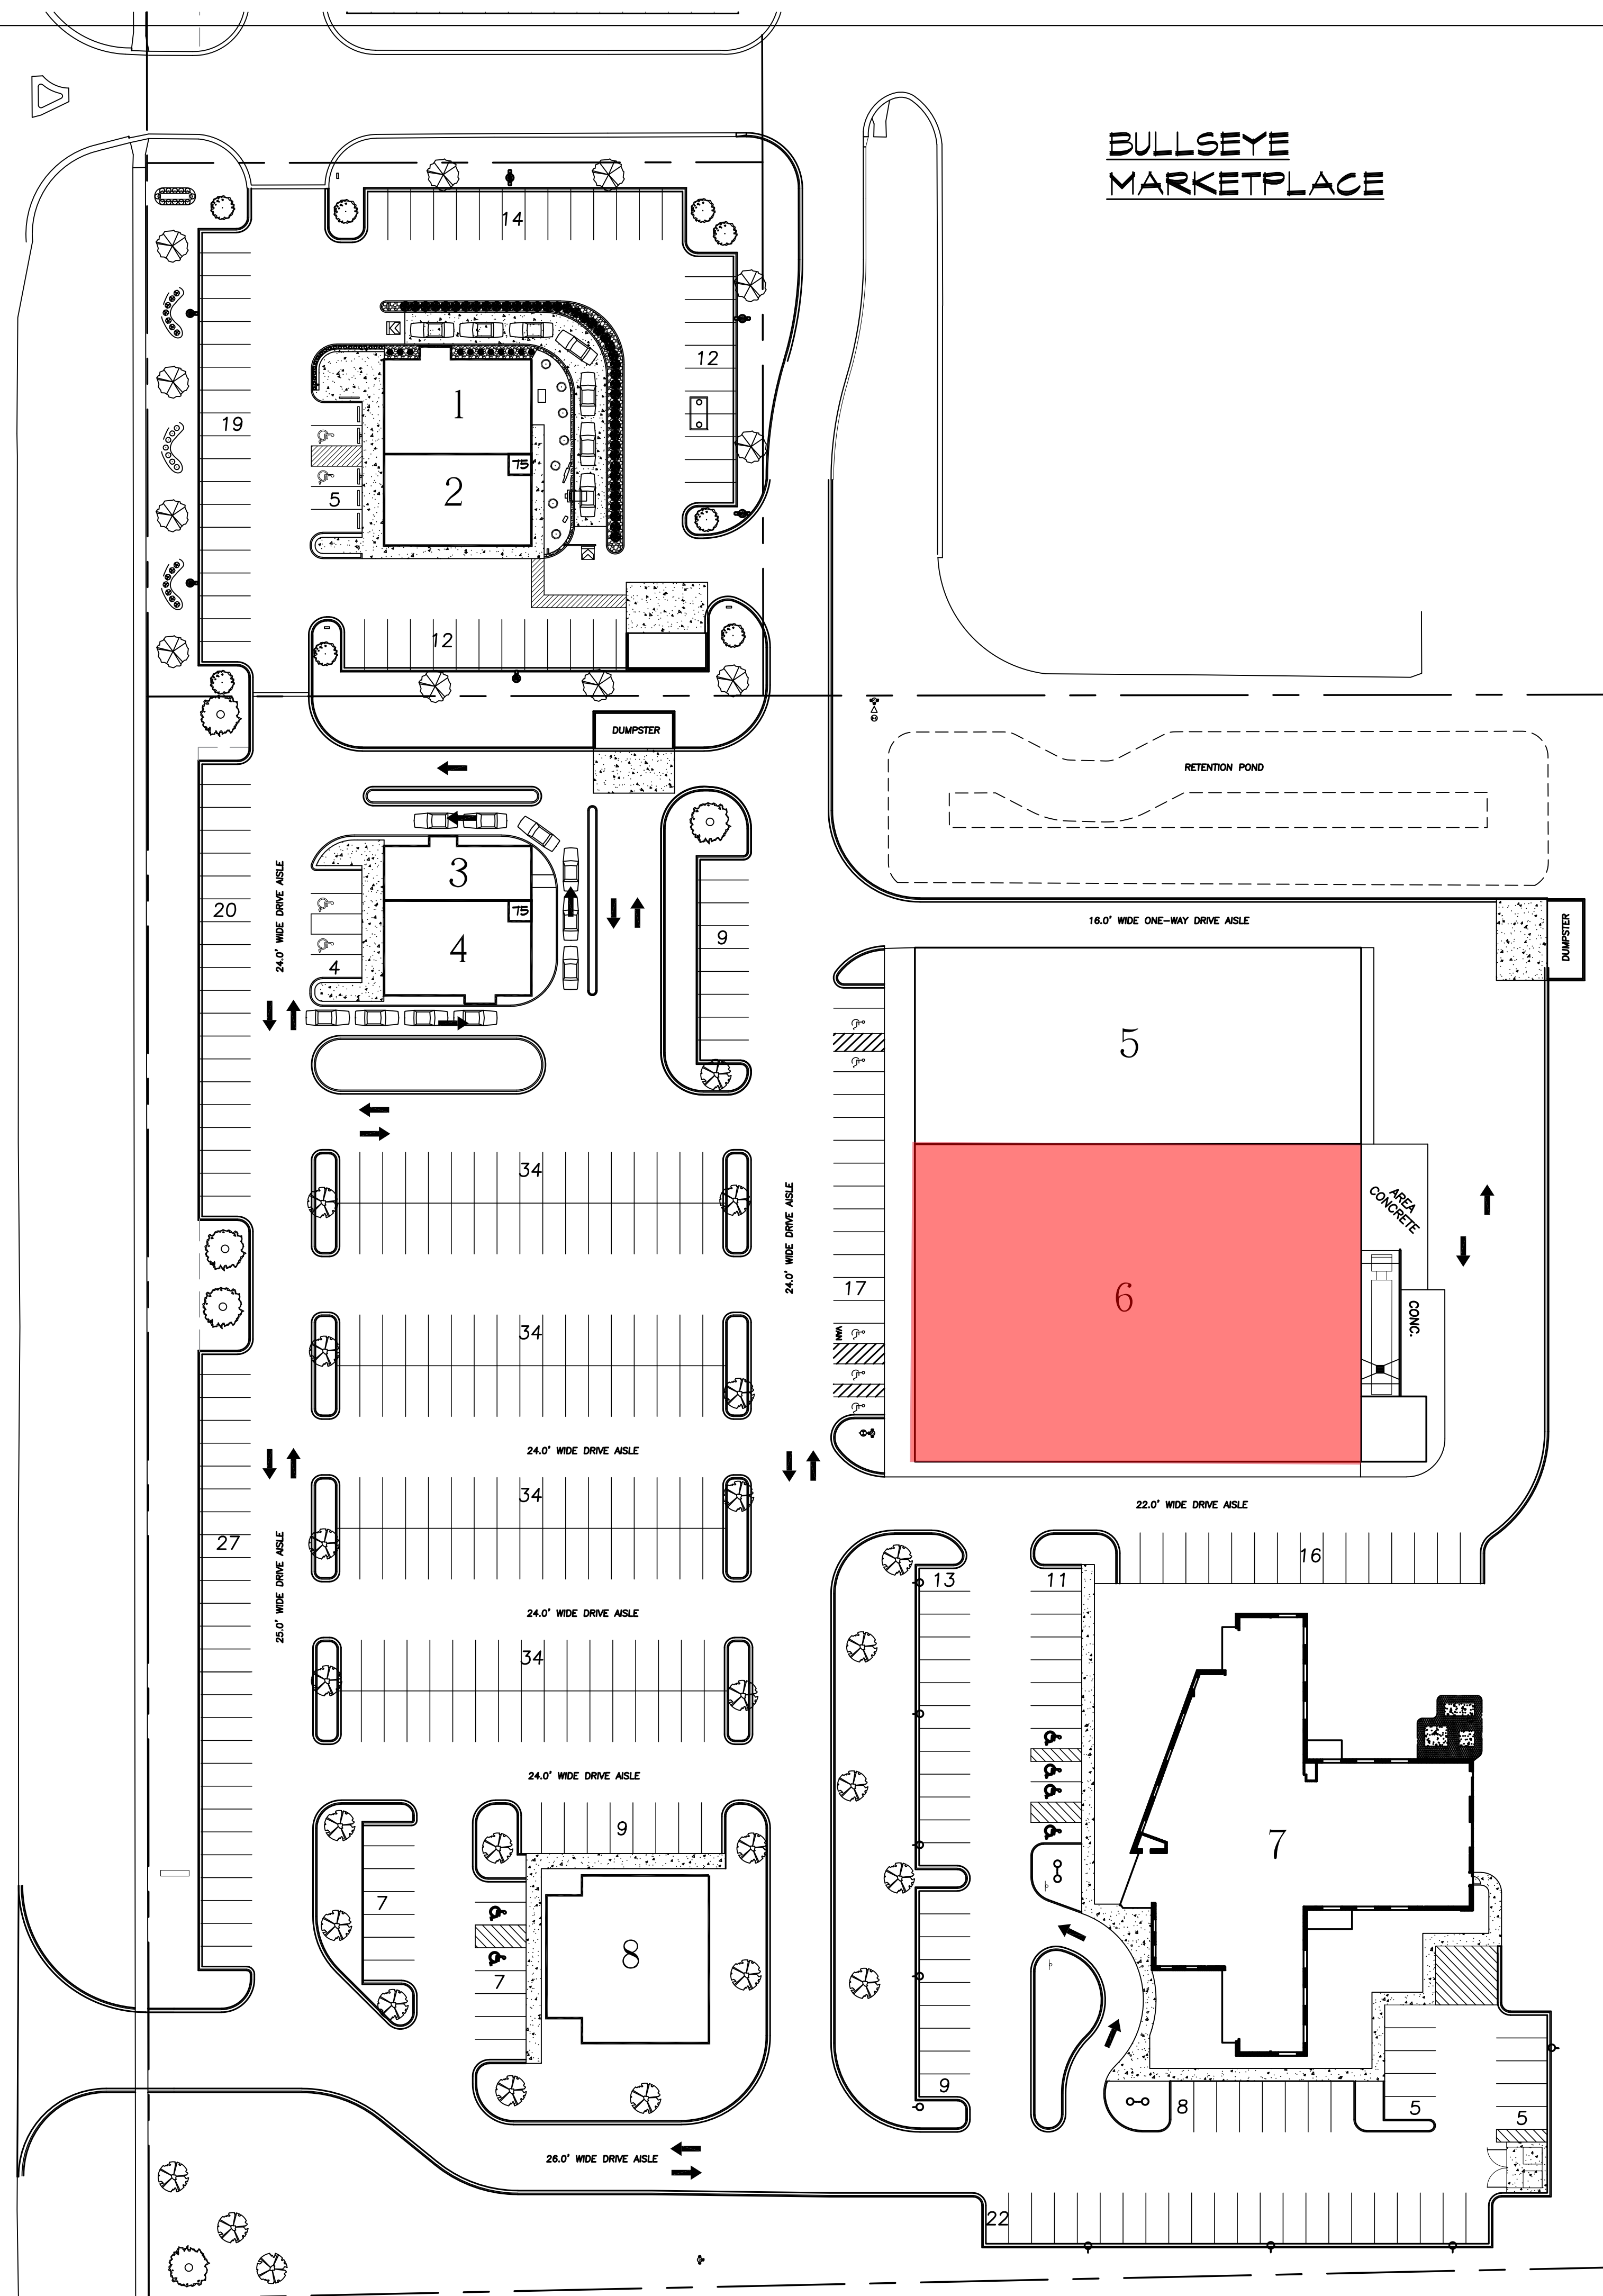 BULLSEYE
MARKETPLACE
14
12
19
1
75
2
5
12
DUMPSTER
RETENTION POND
20
24.0' WIDE DRIVE AISLE
3
75
4
4
9
16.0' WIDE ONE-WAY DRIVE AISLE
DUMPSTER
5
34
24.0' WIDE DRIVE AISLE
AREA
CONCRETE
17
6
CONC.
VAN
34
24.0' WIDE DRIVE AISLE
34
22.0' WIDE DRIVE AISLE
27
25.0' WIDE DRIVE AISLE
13
11
16
24.0' WIDE DRIVE AISLE
34
24.0' WIDE DRIVE AISLE
9
7
7
8
7
9
8
5
5
26.0' WIDE DRIVE AISLE
22